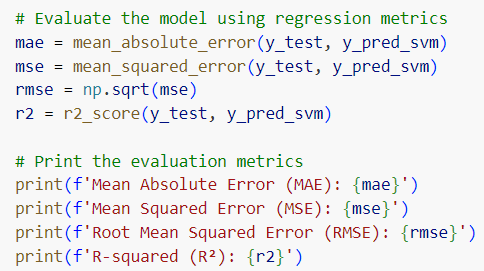 # Evaluate the model using regression metrics
mae = mean_absolute_error(y_test, y_pred_svm)
mse = mean_squared_error(y_test, y_pred_svm)
rmse = np.sqrt(mse)
r2 = r2_score(y_test, y_pred_svm)
# Print the evaluation metrics
print(f'Mean Absolute Error (MAE): {mae}')
print(f'Mean Squared Error (MSE): {mse}')
print(f'Root Mean Squared Error (RMSE): {rmse}')
print(f'R-squared (R²): {r2}')